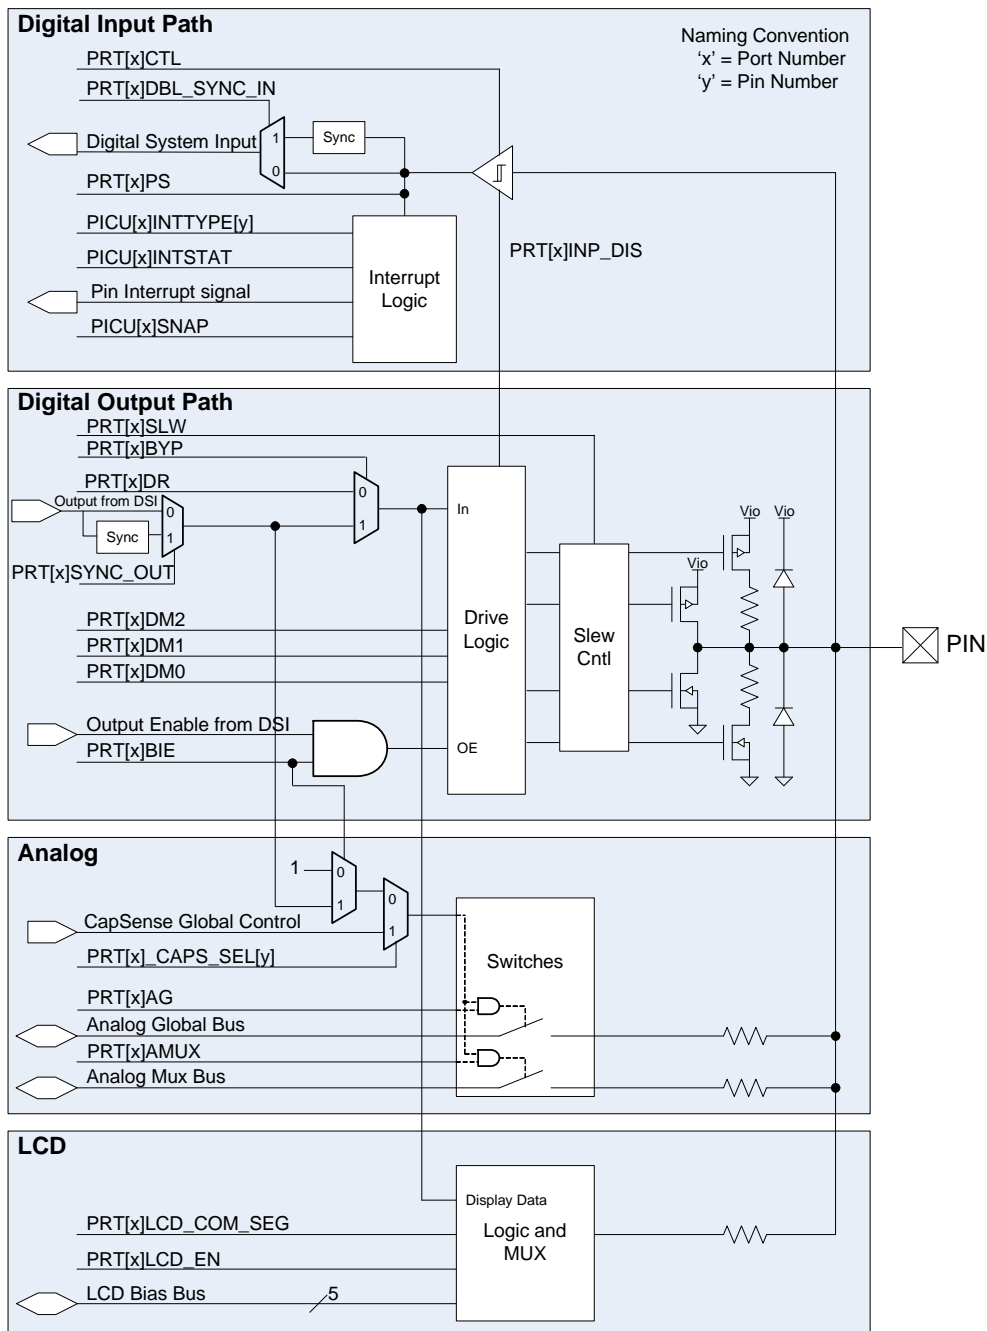 Digital Input Path
Naming Convention
'x' = Port Number
'y' = Pin Number
PRT[x]CTL
PRT[x]DBL_SYNC_IN
Digital System Input
1
Sync
0
PRT[x]PS
PICU[x]INTTYPE[y]
PICU[x]INTSTAT
Pin Interrupt signal
PICU[x]SNAP
Interrupt
Logic
PRT[x]INP_DIS
Digital Output Path
PRT[x]SLW
PRT[x]BYP
PRT[x]DR
0
1
Output from DSI
0
1
Sync
PRT[x]SYNC_OUT
In
PRT[x]DM2
PRT[x]DM1
PRT[x]DM0
Drive
Logic
Slew
Cntl
Vio
Vio
Vio
PIN
Output Enable from DSI
PRT[x]BIE
OE
Analog
1
0
1
0
1
CapSense Global Control
PRT[x]_CAPS_SEL[y]
Switches
PRT[x]AG
Analog Global Bus
PRT[x]AMUX
Analog Mux Bus
LCD
Display Data
Logic and
MUX
PRT[x]LCD_COM_SEG
PRT[x]LCD_EN
LCD Bias Bus
5